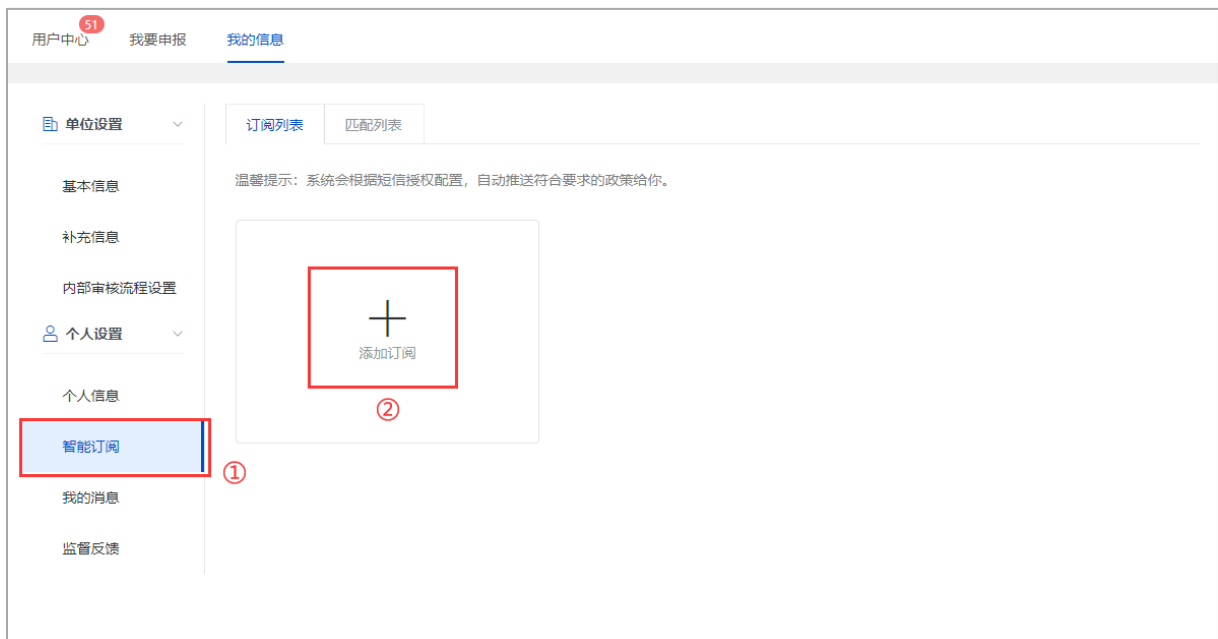 51
用户中心 我要申报 我的信息
单位设置 订阅列表 匹配列表
基本信息 温馨提示：系统会根据短信授权配置，自动推送符合要求的政策给你。
补充信息
内部审核流程设置
个人设置
添加订阅
个人信息
②
智能订阅
①
我的消息
监督反馈